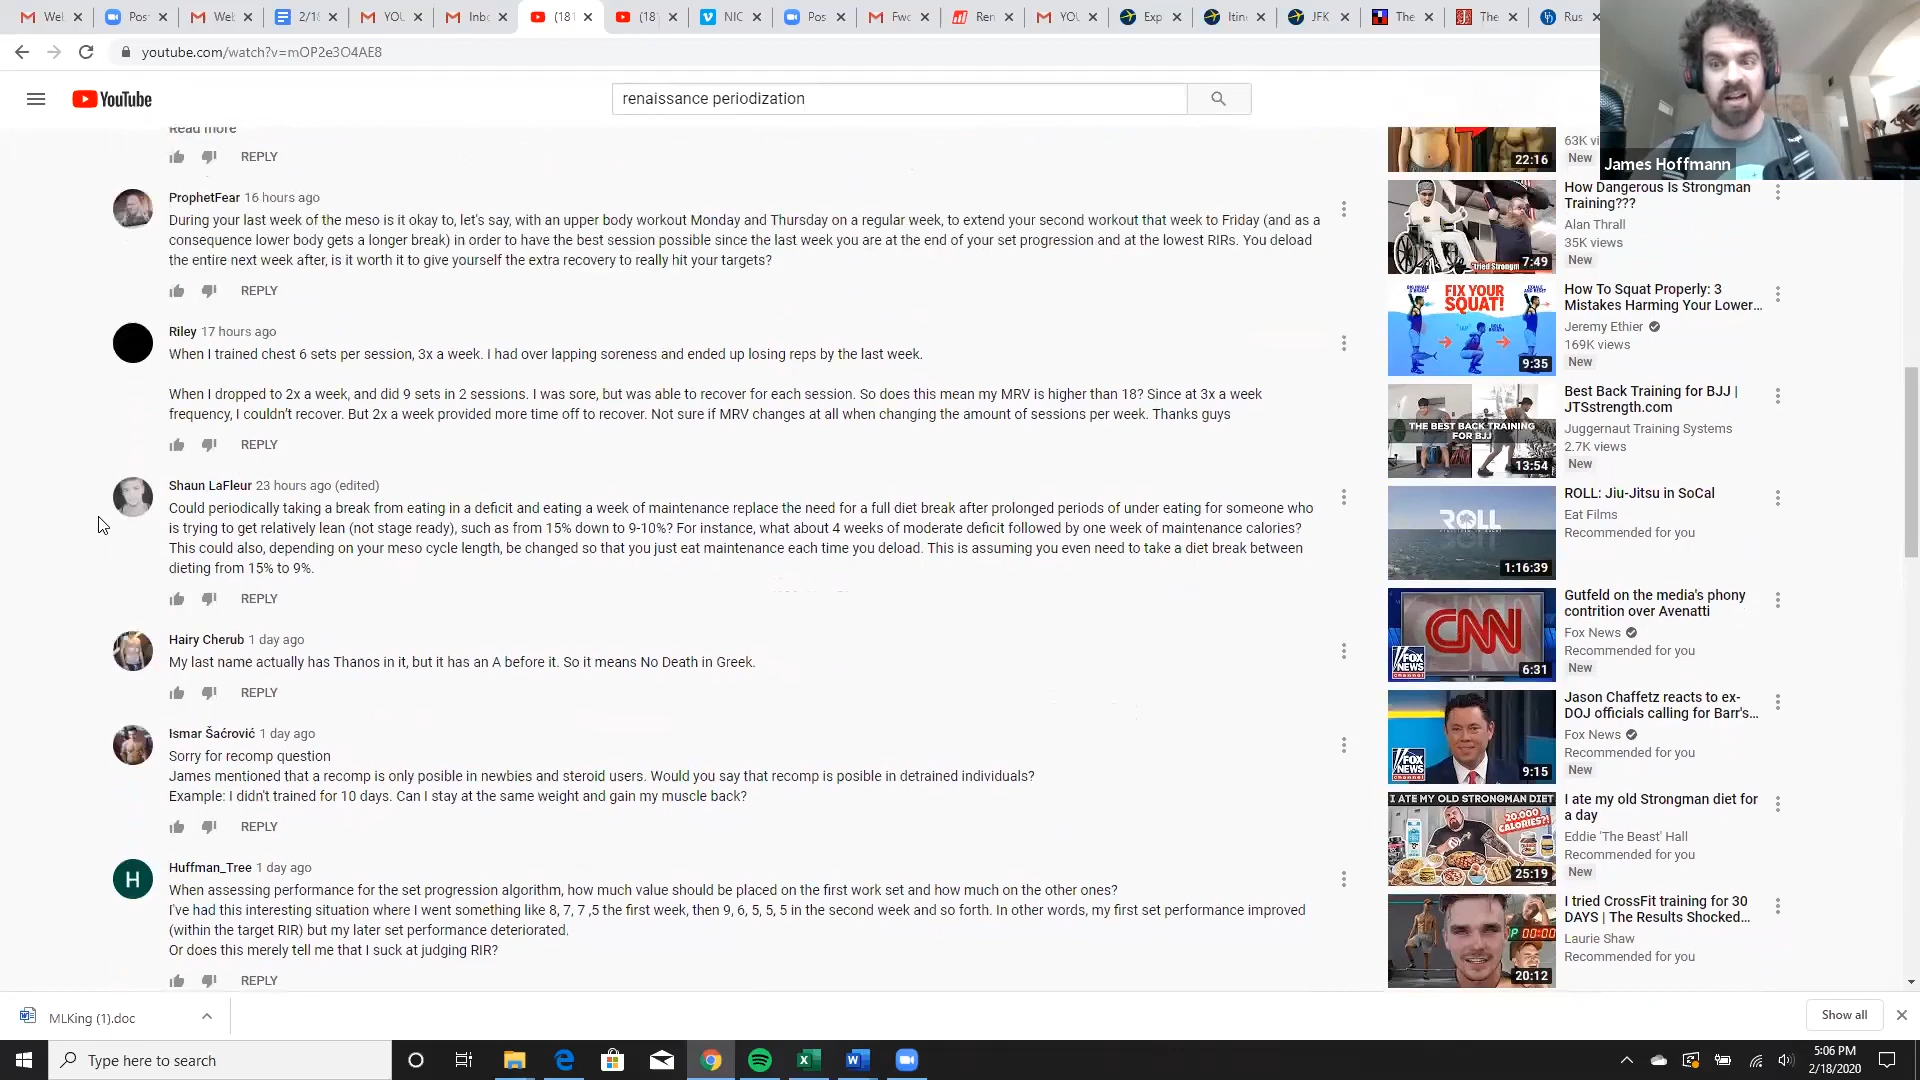 Wel
Pos
Wel
2/18
YOU
Inbo
(181
(18
NIC
Pos
Fwc
Ren
YOU
Exp
Itine
JFK
The
The
Rus
youtube.com/watch?v=mOP2e3O4AE8
YouTube
renaissance periodization
James Hoffmann
Read more
REPLY
ProphetFear 16 hours ago
During your last week of the meso is it okay to, let's say, with an upper body workout Monday and Thursday on a regular week, to extend your second workout that week to Friday (and as a
consequence lower body gets a longer break) in order to have the best session possible since the last week you are at the end of your set progression and at the lowest RIRs. You deload
the entire next week after, is it worth it to give yourself the extra recovery to really hit your targets?
REPLY
Riley 17 hours ago
When I trained chest 6 sets per session, 3x a week. I had over lapping soreness and ended up losing reps by the last week.
When I dropped to 2x a week, and did 9 sets in 2 sessions. I was sore, but was able to recover for each session. So does this mean my MRV is higher than 18? Since at 3x a week
frequency, I couldn't recover. But 2x a week provided more time off to recover. Not sure if MRV changes at all when changing the amount of sessions per week. Thanks guys
REPLY
Shaun LaFleur 23 hours ago (edited)
Could periodically taking a break from eating in a deficit and eating a week of maintenance replace the need for a full diet break after prolonged periods of under eating for someone who
is trying to get relatively lean (not stage ready), such as from 15% down to 9-10%? For instance, what about 4 weeks of moderate deficit followed by one week of maintenance calories?
This could also, depending on your meso cycle length, be changed so that you just eat maintenance each time you deload. This is assuming you even need to take a diet break between
dieting from 15% to 9%.
REPLY
Hairy Cherub 1 day ago
My last name actually has Thanos in it, but it has an A before it. So it means No Death in Greek.
REPLY
Ismar Šaćrović 1 day ago
Sorry for recomp question
James mentioned that a recomp is only posible in newbies and steroid users. Would you say that recomp is posible in detrained individuals?
Example: I didn't trained for 10 days. Can I stay at the same weight and gain my muscle back?
REPLY
H
Huffman_Tree 1 day ago
When assessing performance for the set progression algorithm, how much value should be placed on the first work set and how much on the other ones?
I've had this interesting situation where I went something like 8, 7, 7 ,5 the first week, then 9, 6, 5, 5, 5 in the second week and so forth. In other words, my first set performance improved
(within the target RIR) but my later set performance deteriorated.
Or does this merely tell me that I suck at judging RIR?
REPLY
22:16
63K vi
New
How Dangerous Is Strongman
Training???
Alan Thrall
35K views
New
7:49
FIX YOUR
SQUAT!
9:35
How To Squat Properly: 3
Mistakes Harming Your Lower...
Jeremy Ethier
169K views
New
THE BEST BACK TRAINING
FOR BJJ
13:54
Best Back Training for BJJ |
JTSstrength.com
Juggernaut Training Systems
2.7K views
New
ROLL
1:16:39
ROLL: Jiu-Jitsu in SoCal
Eat Films
Recommended for you
CNN
FOX
NEWS
channel
6:31
Gutfeld on the media's phony
contrition over Avenatti
Fox News
Recommended for you
New
FOX
NEWS
channel
9:15
Jason Chaffetz reacts to ex-
DOJ officials calling for Barr's...
Fox News
Recommended for you
New
I ATE MY OLD STRONGMAN DIET
20,000
CALORIES?!
25:19
I ate my old Strongman diet for
a day
Eddie 'The Beast' Hall
Recommended for you
New
20:12
I tried CrossFit training for 30
DAYS | The Results Shocked...
Laurie Shaw
Recommended for you
MLKing (1).doc
Show all
Type here to search
5:06 PM
2/18/2020